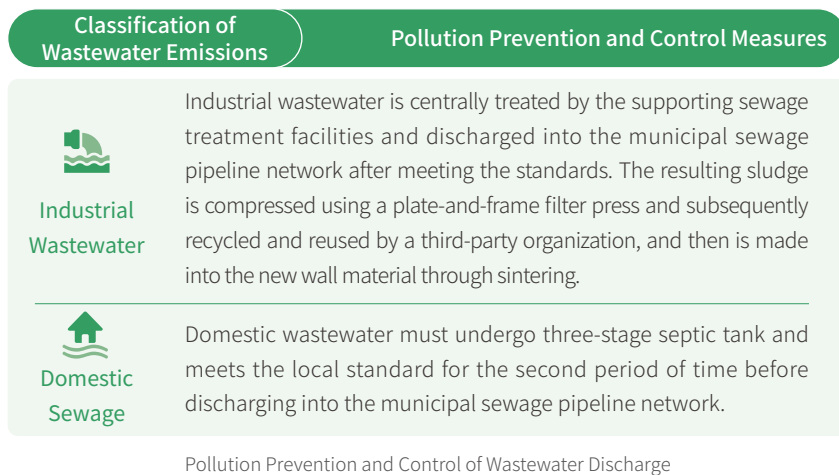 Classification of
Wastewater Emissions
Pollution Prevention and Control Measures
Industrial
Wastewater
Industrial wastewater is centrally treated by the supporting sewage
treatment facilities and discharged into the municipal sewage
pipeline network after meeting the standards. The resulting sludge
is compressed using a plate-and-frame filter press and subsequently
recycled and reused by a third-party organization, and then is made
into the new wall material through sintering.
Domestic
Sewage
Domestic wastewater must undergo three-stage septic tank and
meets the local standard for the second period of time before
discharging into the municipal sewage pipeline network.
Pollution Prevention and Control of Wastewater Discharge